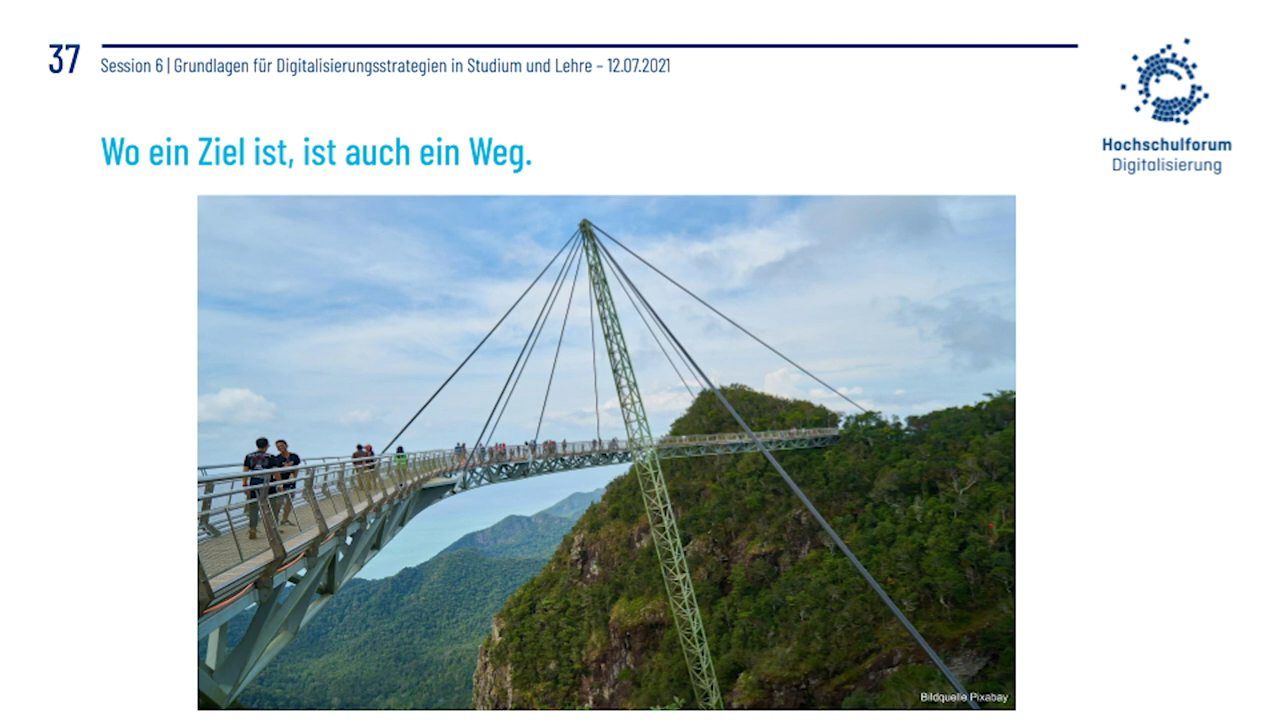 37
Session 6 | Grundlagen für Digitalisierungsstrategien in Studium und Lehre – 12.07.2021
Hochschulforum
Digitalisierung
Wo ein Ziel ist, ist auch ein Weg.
Bildquelle Pixabay